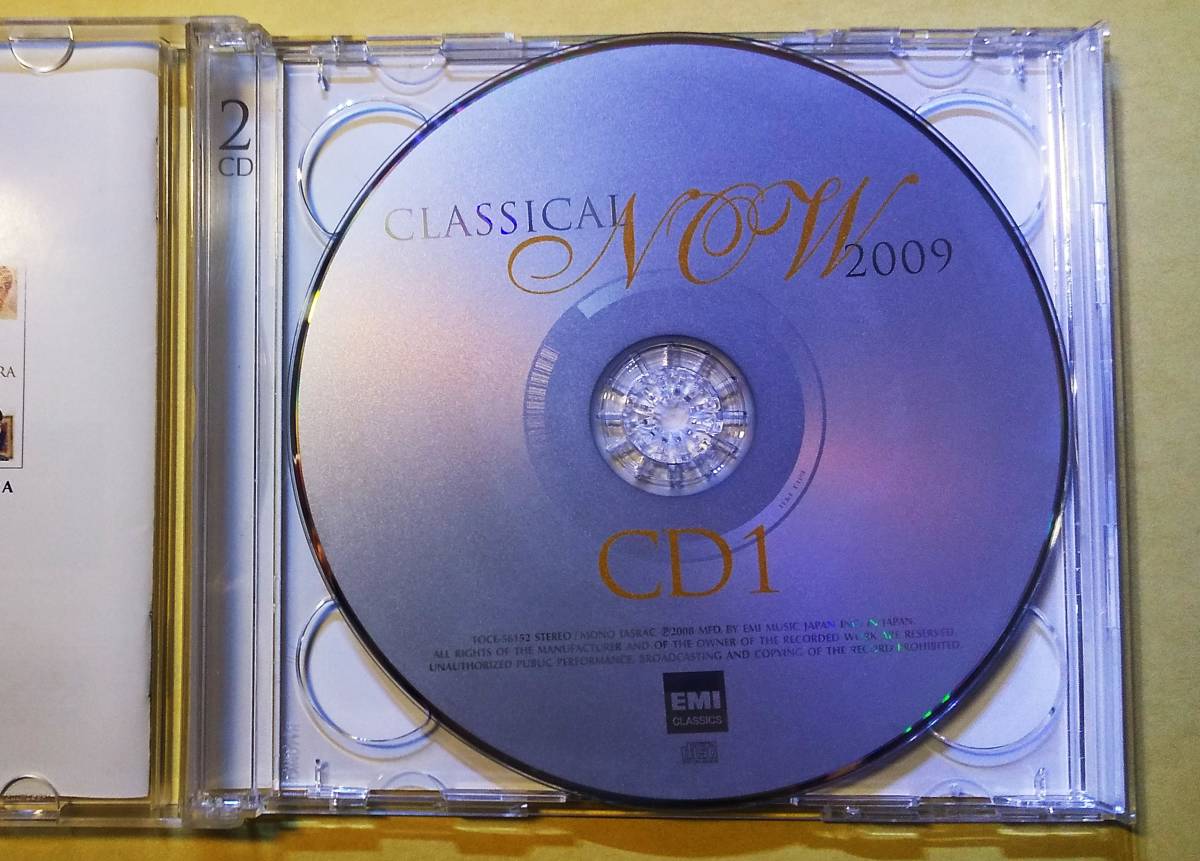 2
CD
CLASSICAL NOW 2009
RA
A
CD1
TOCE-56152 STEREO / MONO JASRAC ℗2008 MFD. BY EMI MUSIC JAPAN INC. IN JAPAN.
ALL RIGHTS OF THE MANUFACTURER AND OF THE OWNER OF THE RECORDED WORK ARE RESERVED.
UNAUTHORIZED PUBLIC PERFORMANCE, BROADCASTING AND COPYING OF THE RECORD PROHIBITED.
EMI
CLASSICS